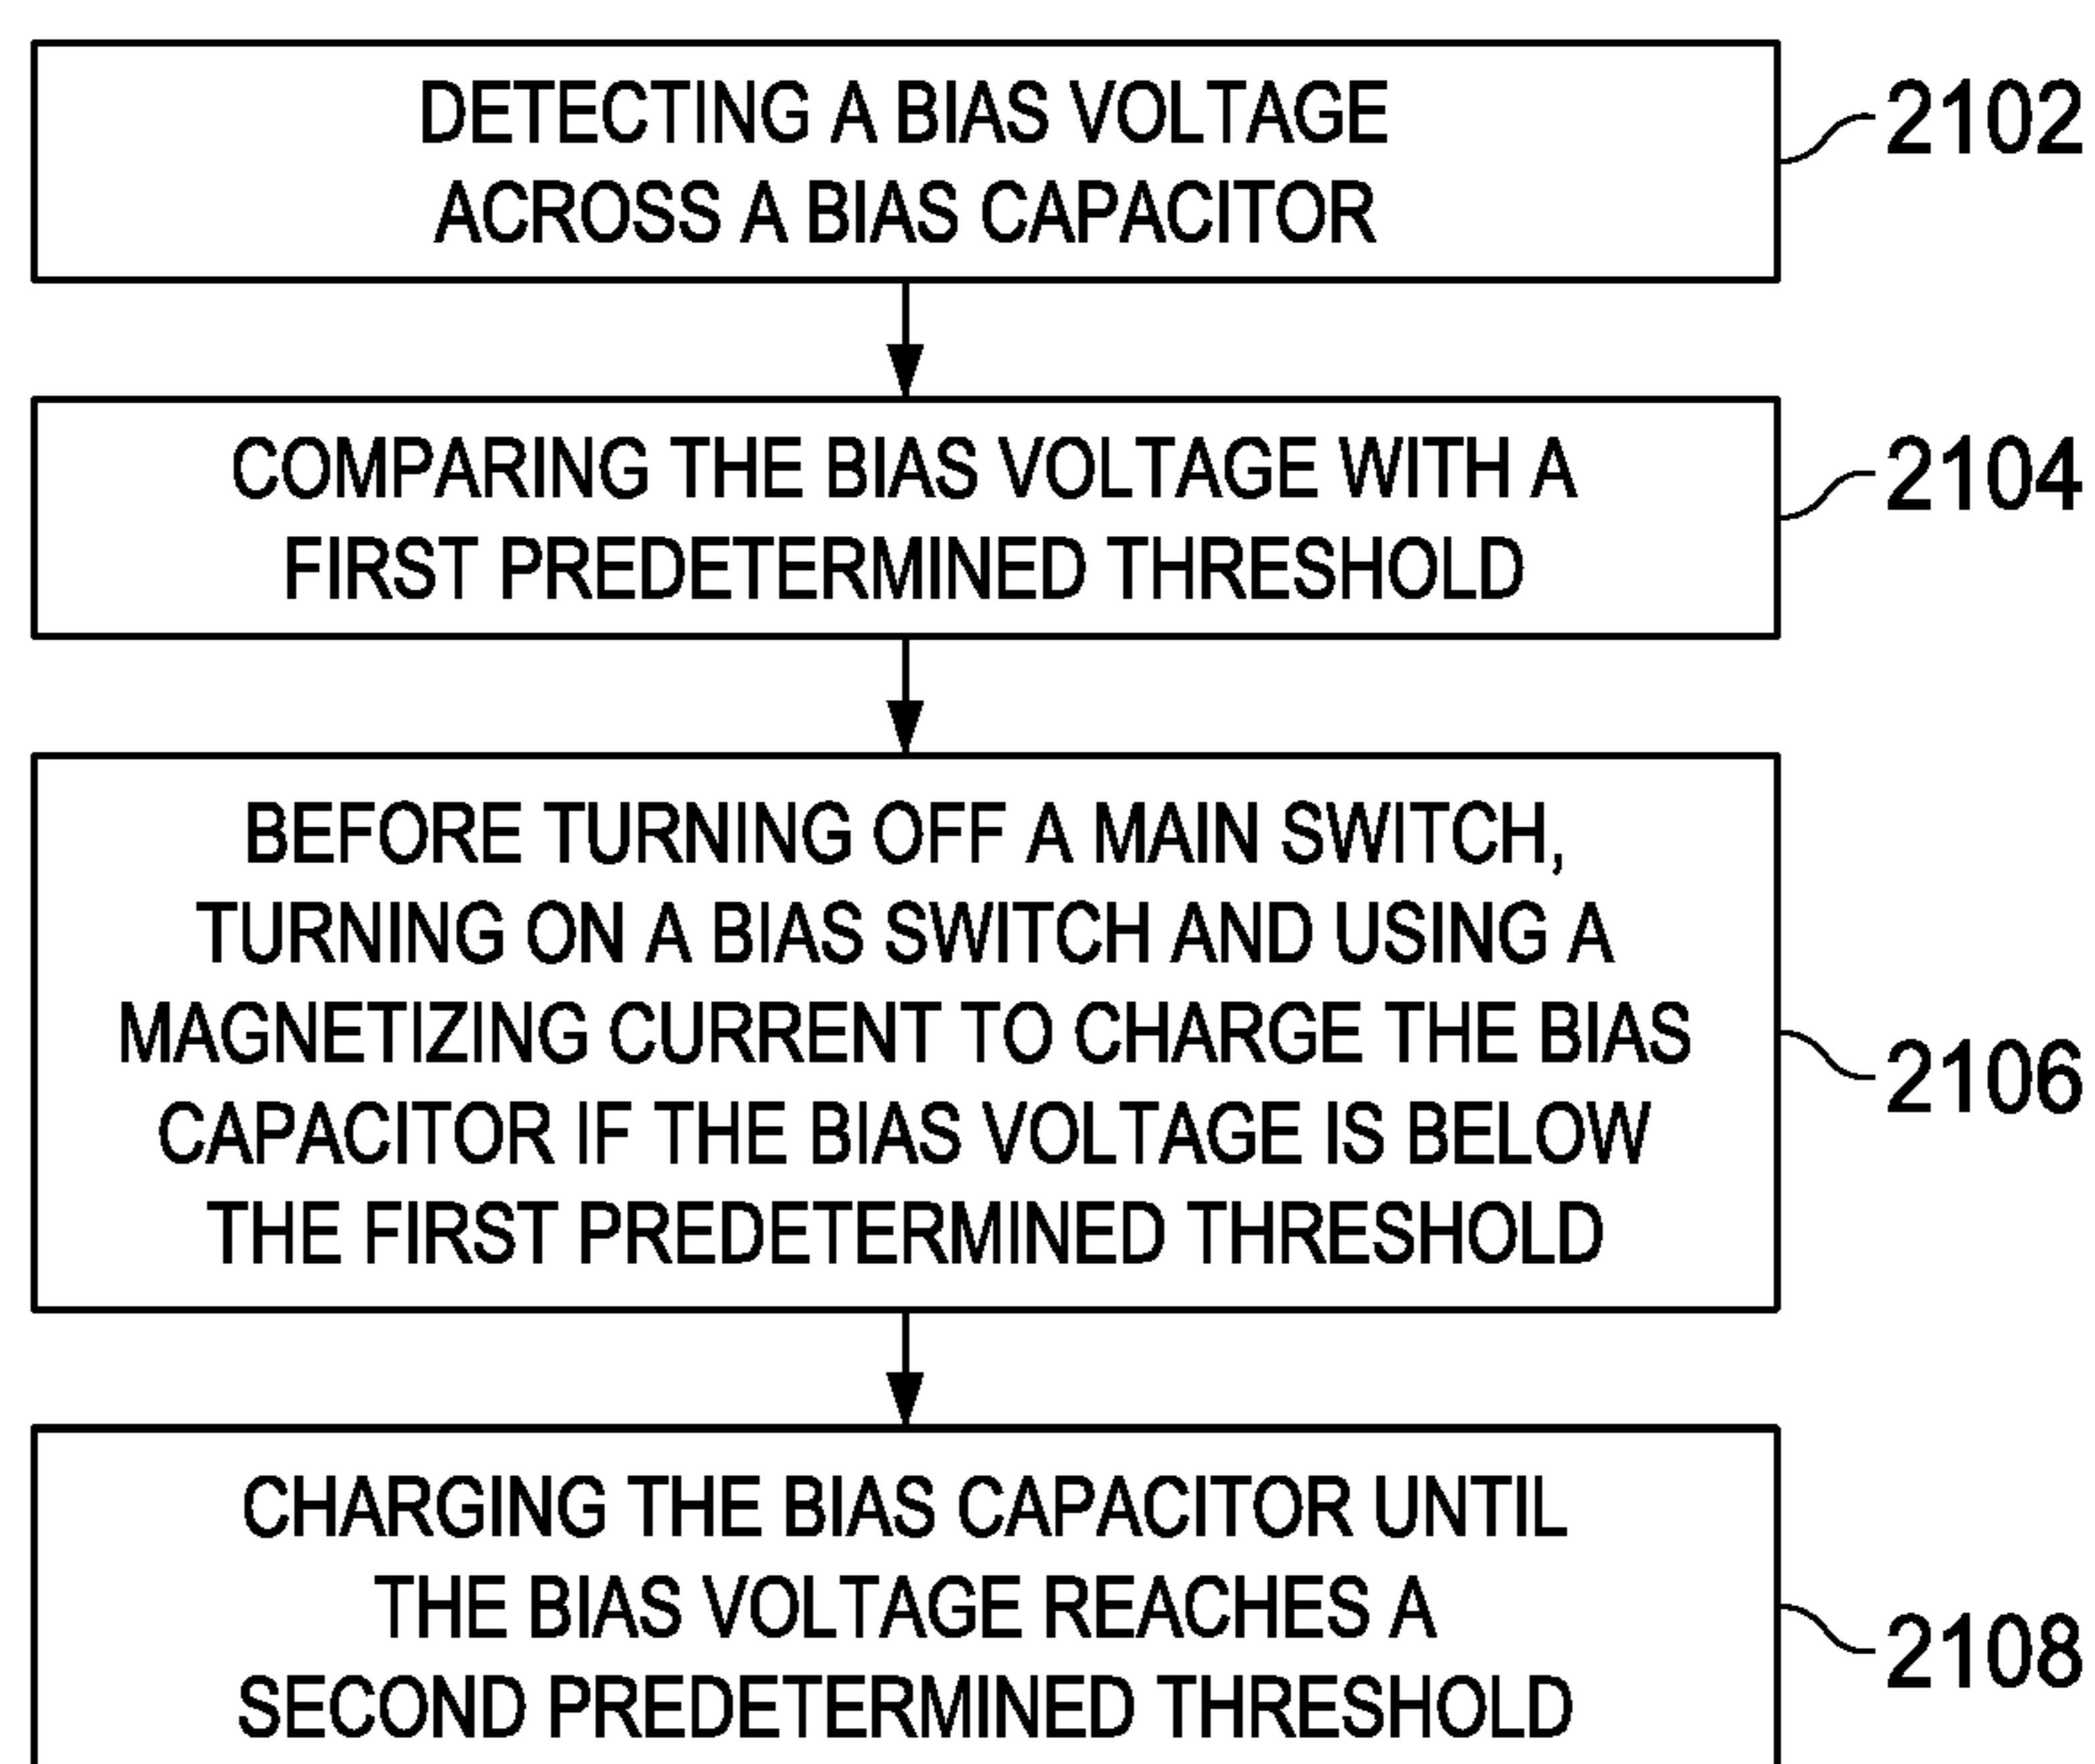 DETECTING A BIAS VOLTAGE
ACROSS A BIAS CAPACITOR
2102
COMPARING THE BIAS VOLTAGE WITH A
FIRST PREDETERMINED THRESHOLD
2104
BEFORE TURNING OFF A MAIN SWITCH,
TURNING ON A BIAS SWITCH AND USING A
MAGNETIZING CURRENT TO CHARGE THE BIAS
CAPACITOR IF THE BIAS VOLTAGE IS BELOW
THE FIRST PREDETERMINED THRESHOLD
2106
CHARGING THE BIAS CAPACITOR UNTIL
THE BIAS VOLTAGE REACHES A
SECOND PREDETERMINED THRESHOLD
2108